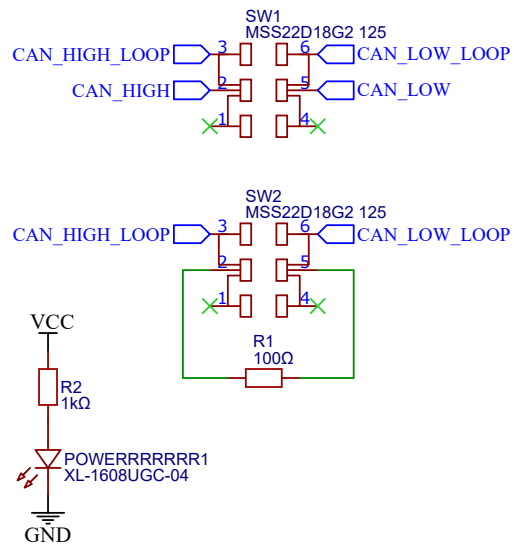 SW1
MSS22D18G2 125
CAN_HIGH_LOOP 3 6 CAN_LOW_LOOP
CAN_HIGH 2 5 CAN_LOW
1 4
SW2
MSS22D18G2 125
CAN_HIGH_LOOP 3 6 CAN_LOW_LOOP
2 5
1 4
R1
100Ω
VCC
R2
1kΩ
POWERRRRRRR1
XL-1608UGC-04
GND